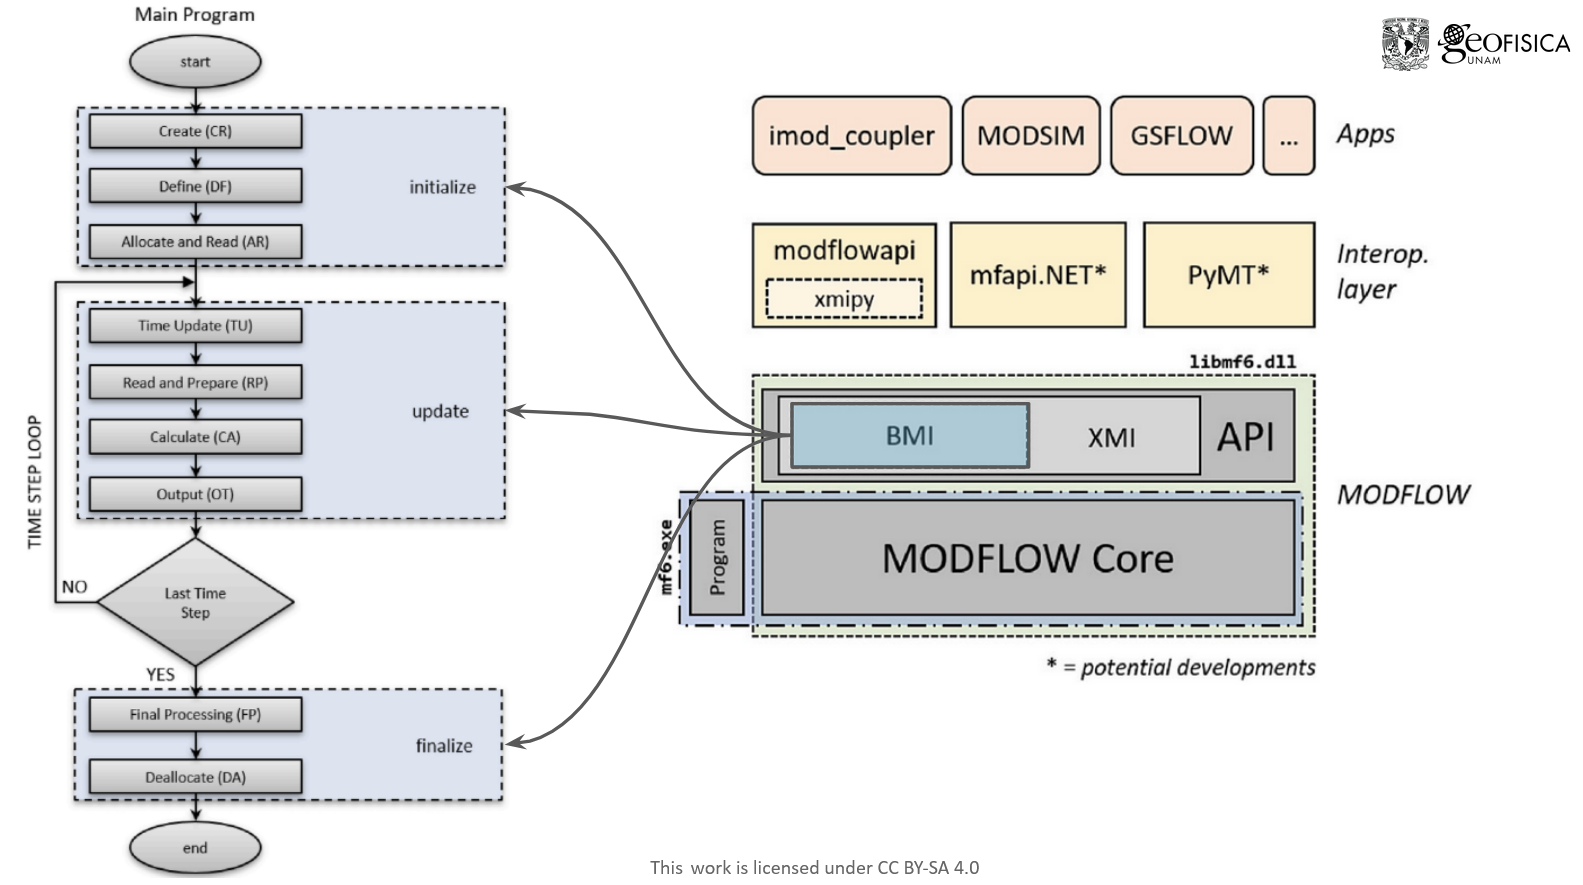 Main Program
start
Create (CR)
Define (DF)
Allocate and Read (AR)
initialize
Time Update (TU)
Read and Prepare (RP)
Calculate (CA)
Output (OT)
update
TIME STEP LOOP
Last Time
Step
NO
YES
Final Processing (FP)
Deallocate (DA)
finalize
end
GEOFISICA
UNAM
imod_coupler
MODSIM
GSFLOW
...
Apps
modflowapi
xmipy
mfapi.NET*
PyMT*
Interop.
layer
libmf6.dll
BMI
XMI
API
MODFLOW
mf6.exe
Program
MODFLOW Core
* = potential developments
This work is licensed under CC BY-SA 4.0